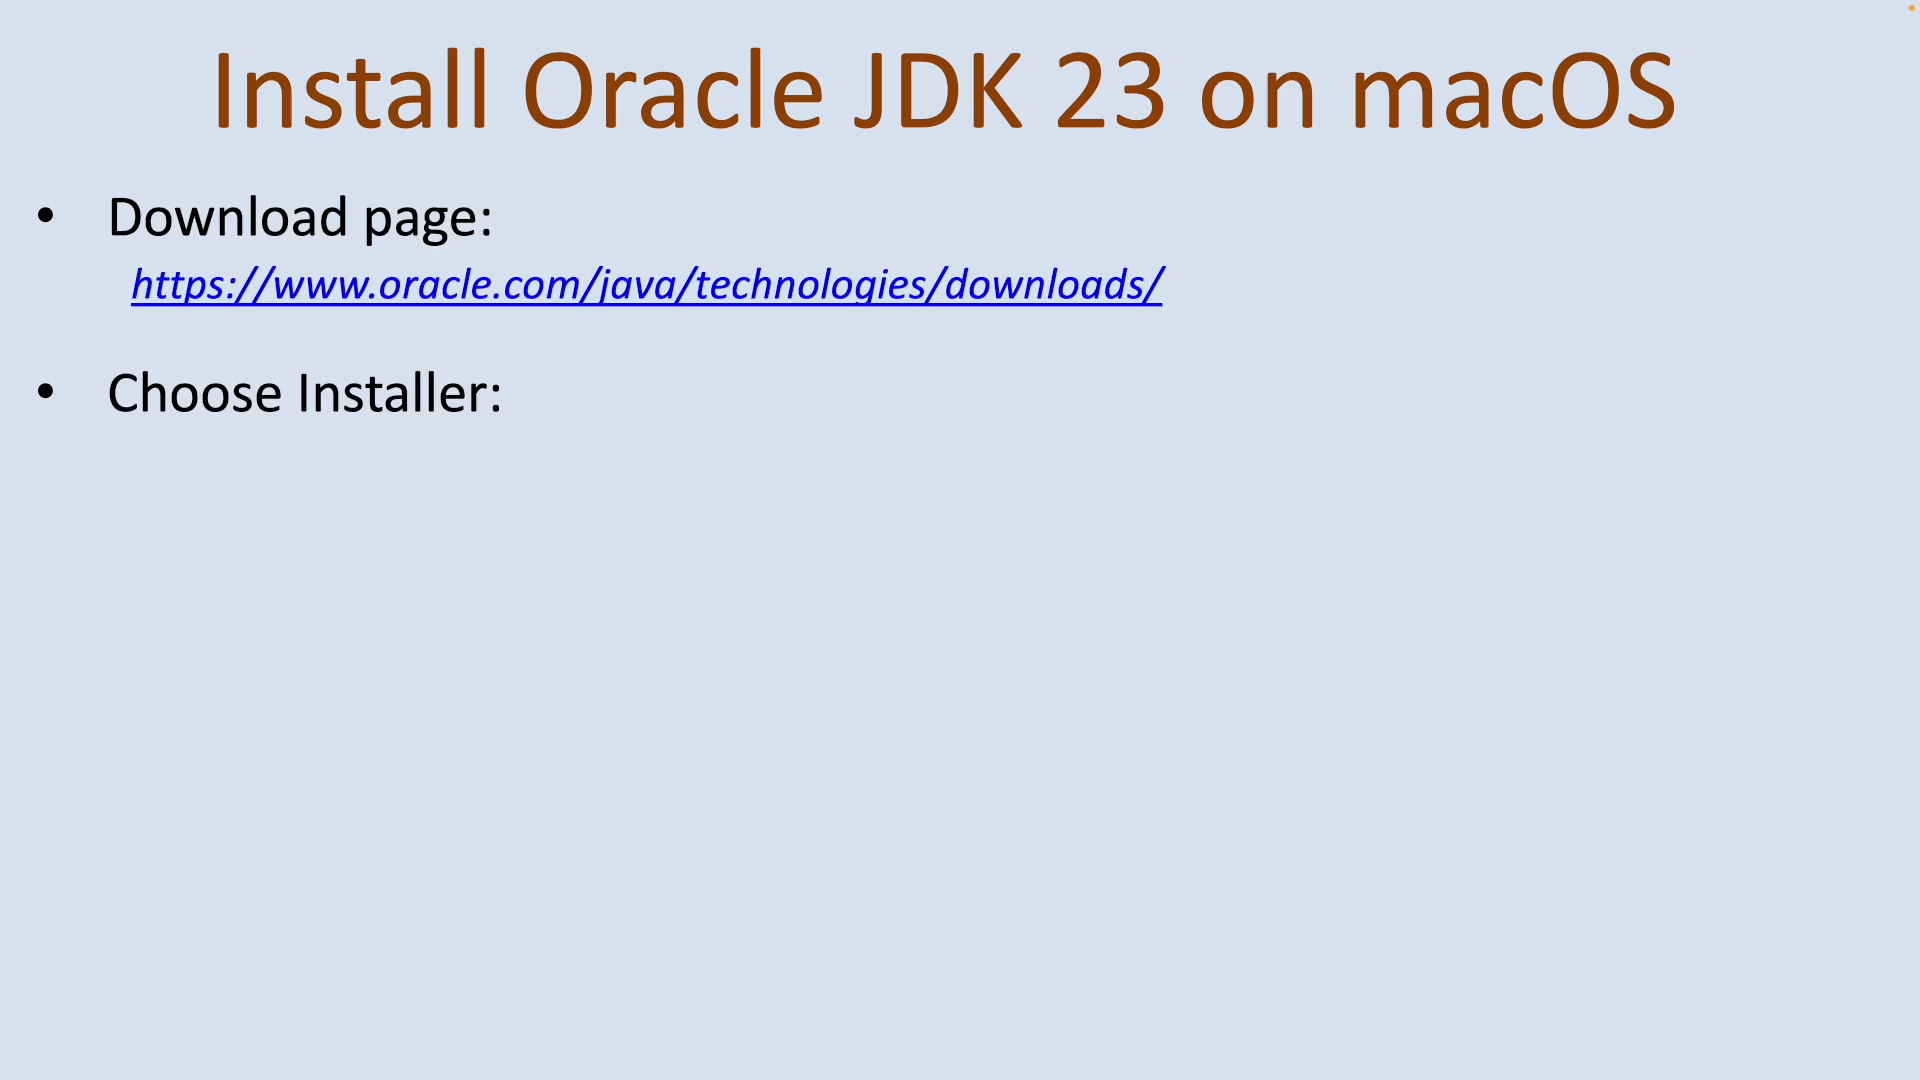 Install Oracle JDK 23 on macOS
• Download page:
https://www.oracle.com/java/technologies/downloads/
• Choose Installer: